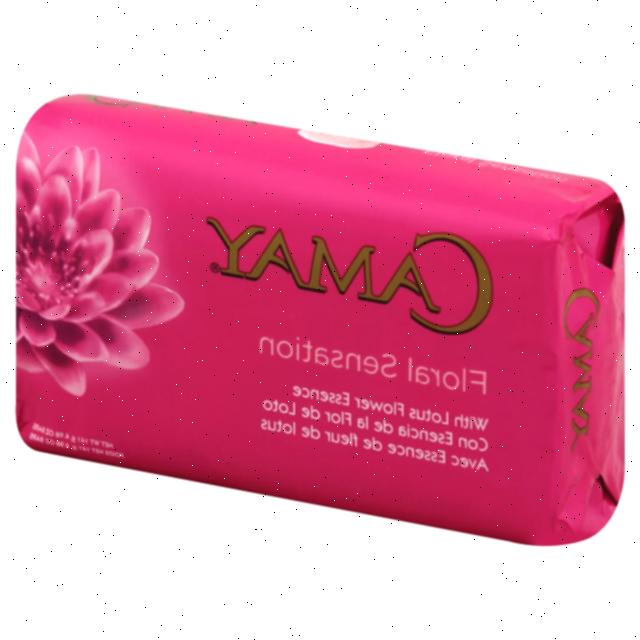 CAMAY®
Floral Sensation
With Lotus Flower Essence
Con Esencia de la Flor de Loto
Avec Essence de fleur de lotus
CAMAY